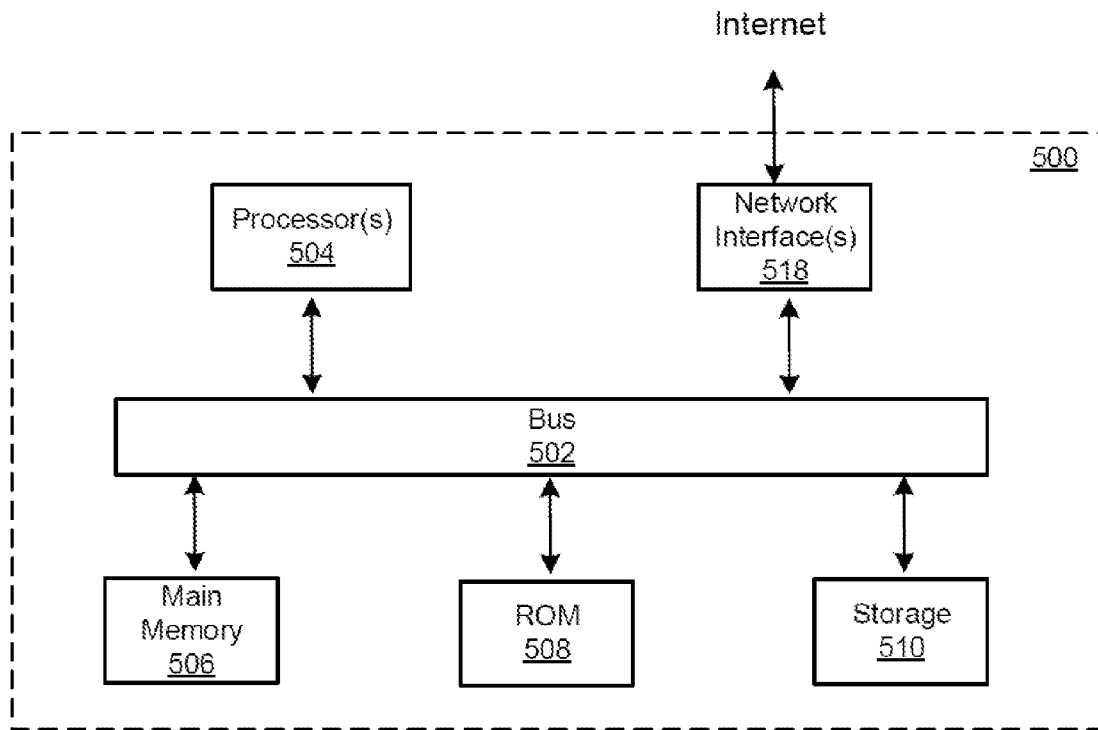 Internet
500
Processor(s)
504
Network
Interface(s)
518
Bus
502
Main
Memory
506
ROM
508
Storage
510